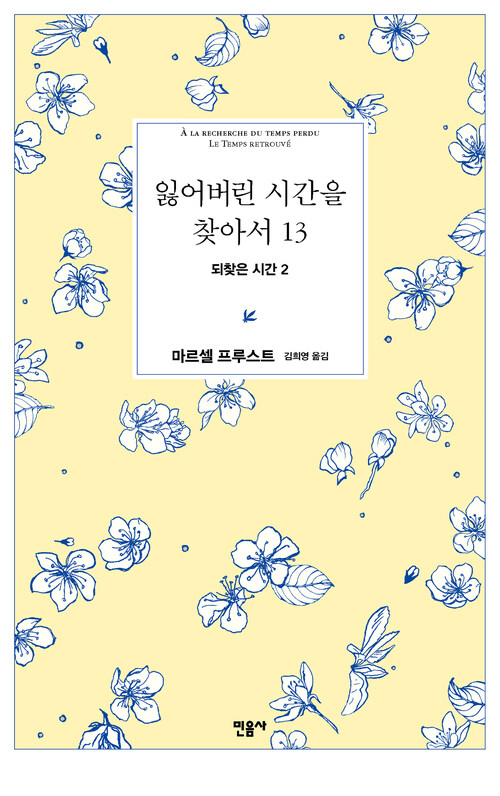 À LA RECHERCHE DU TEMPS PERDU
LE TEMPS RETROUVÉ
잃어버린 시간을
찾아서 13
되찾은 시간 2
마르셀 프루스트 김희영 옮김
민음사